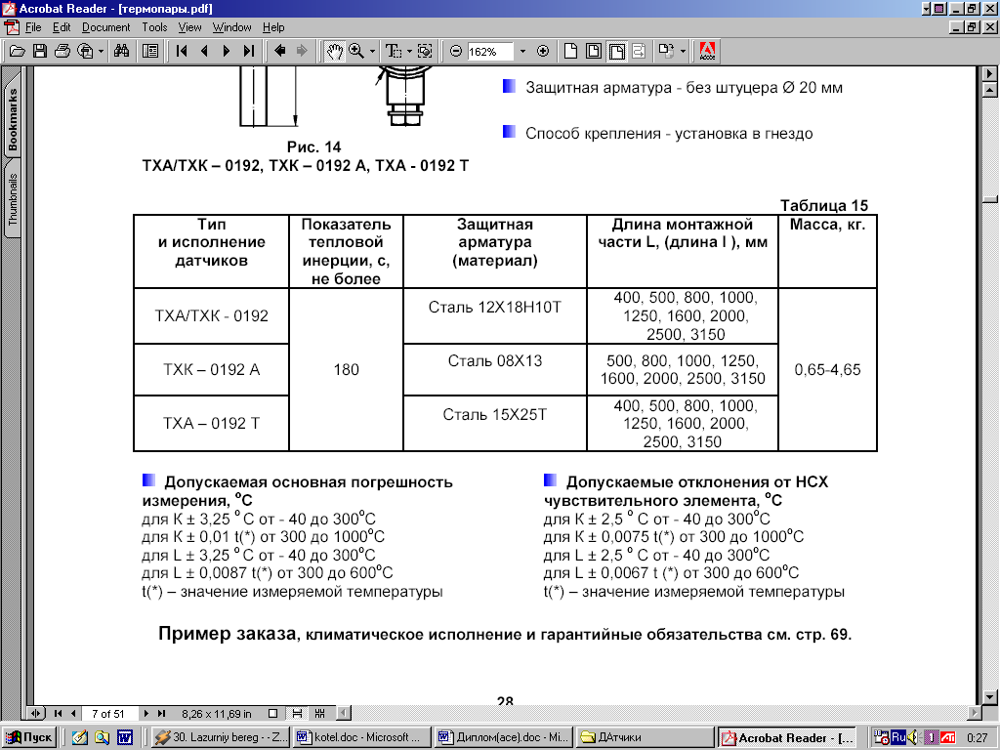 Acrobat Reader - [термопары.pdf]
File Edit Document Tools View Window Help
162%
Bookmarks
Thumbnails
Защитная арматура - без штуцера Ø 20 мм
Способ крепления - установка в гнездо
Рис. 14
ТХА/ТХК – 0192, ТХК – 0192 А, ТХА - 0192 Т
Таблица 15
Тип
и исполнение
датчиков
Показатель
тепловой
инерции, с,
не более
Защитная
арматура
(материал)
Длина монтажной
части L, (длина l ), мм
Масса, кг.
ТХА/ТХК - 0192
Сталь 12Х18Н10Т
400, 500, 800, 1000,
1250, 1600, 2000,
2500, 3150
ТХК – 0192 А
180
Сталь 08Х13
500, 800, 1000, 1250,
1600, 2000, 2500, 3150
0,65-4,65
ТХА – 0192 Т
Сталь 15Х25Т
400, 500, 800, 1000,
1250, 1600, 2000,
2500, 3150
Допускаемая основная погрешность
измерения, ºС
для К ± 3,25 º С от - 40 до 300ºС
для К ± 0,01 t(*) от 300 до 1000ºС
для L ± 3,25 º С от - 40 до 300ºС
для L ± 0,0087 t(*) от 300 до 600ºС
t(*) – значение измеряемой температуры
Допускаемые отклонения от НСХ
чувствительного элемента, ºС
для К ± 2,5 º С от - 40 до 300ºС
для К ± 0,0075 t(*) от 300 до 1000ºС
для L ± 2,5 º С от - 40 до 300ºС
для L ± 0,0067 t (*) от 300 до 600ºС
t(*) – значение измеряемой температуры
Пример заказа, климатическое исполнение и гарантийные обязательства см. стр. 69.
28
7 of 51 8,26 x 11,69 in
Пуск 30. Lazurniy bereg - - Z... kotel.doc - Microsoft ... Диплом(ace).doc - Mi... ДАтчики Acrobat Reader - [... Ru 0:27